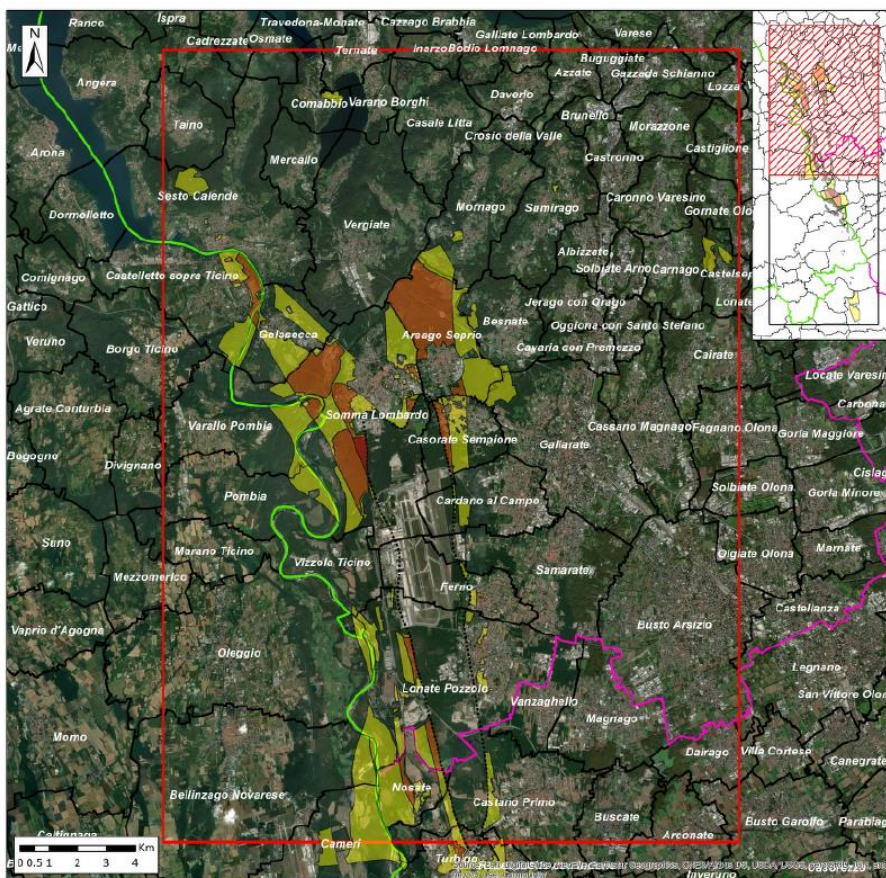 Ranco
Ispra
Travedona-Monate
Cazzago Brabbia
Galliate Lombardo
Varese
Cadrezzate
Osmate
Ternate
Inarzo
Bodio Lomnago
Buguggiate
N
Angera
Azzate
Gazzada Schianno
Lozza
Comabbio
Varano Borghi
Daverio
Taino
Casale Litta
Brunello
Morazzone
Crosio della Valle
Arona
Mercallo
Castronno
Castiglione
Sesto Calende
Mornago
Sumirago
Caronno Varesino
Gornate Olo
Dormelletto
Vergiate
Albizzate
Comignago
Castelletto sopra Ticino
Solbiate Arno
Carnago
Castelsep
Gattico
Jerago con Orago
Lonate
Golasecca
Arsago Seprio
Besnate
Oggiona con Santo Stefano
Veruno
Borgo Ticino
Cavaria con Premezzo
Cairate
Locate Varesin
Agrate Conturbia
Carbona
Varallo Pombia
Somma Lombardo
Cassano Magnago
Fagnano Olona
Gorla Maggiore
Casorate Sempione
Gallarate
Bogogno
Divignano
Cislag
Pombia
Cardano al Campo
Solbiate Olona
Gorla Minore
Suno
Marano Ticino
Vizzola Ticino
Olgiate Olona
Marnate
Mezzomerico
Ferno
Samarate
Castellanza
Vaprio d'Agogna
Busto Arsizio
Oleggio
Legnano
Lonate Pozzolo
Vanzaghello
San Vittore Olo
Magnago
Momo
Dairago
Villa Cortese
Canegrate
Bellinzago Novarese
Nosate
Castano Primo
Buscate
Busto Garolfo
Parabiag
Caltignaga
Arconate
Cameri
Km
0 0.5 1 2 3 4
Turbigo
Inveruno
Casorezzo